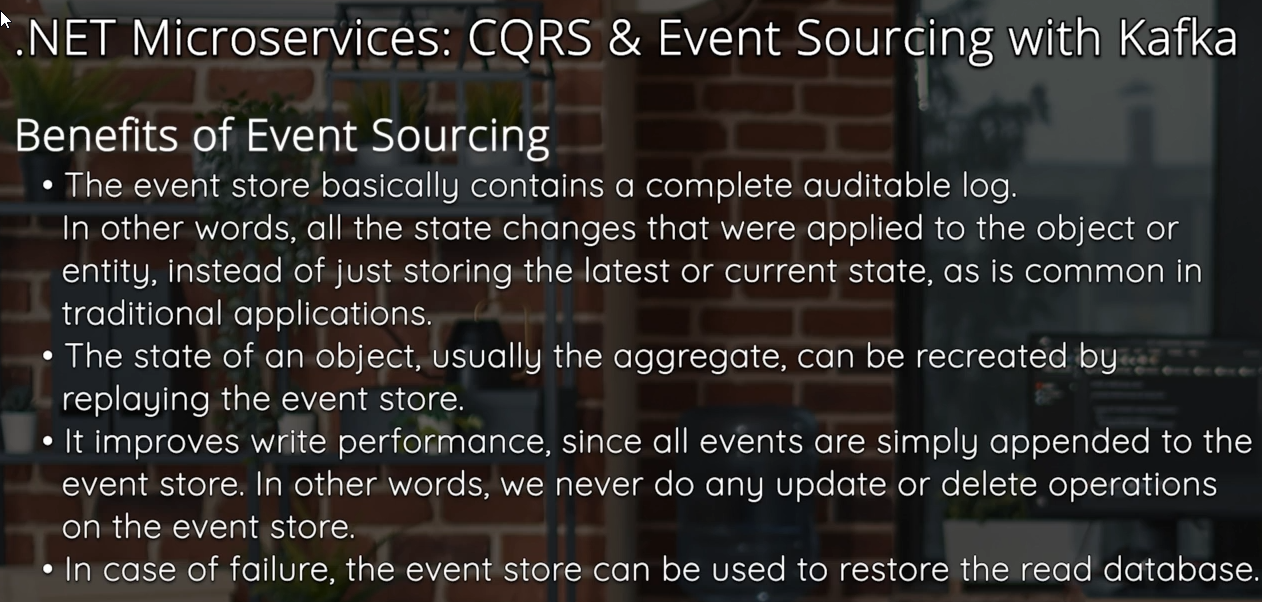 .NET Microservices: CQRS & Event Sourcing with Kafka
Benefits of Event Sourcing
• The event store basically contains a complete auditable log.
In other words, all the state changes that were applied to the object or
entity, instead of just storing the latest or current state, as is common in
traditional applications.
• The state of an object, usually the aggregate, can be recreated by
replaying the event store.
• It improves write performance, since all events are simply appended to the
event store. In other words, we never do any update or delete operations
on the event store.
• In case of failure, the event store can be used to restore the read database.